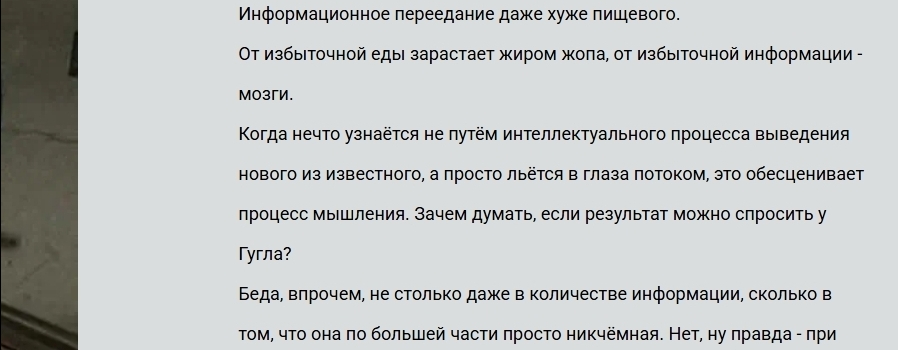 Информационное переедание даже хуже пищевого.
От избыточной еды зарастает жиром жопа, от избыточной информации -
мозги.
Когда нечто узнаётся не путём интеллектуального процесса выведения
нового из известного, а просто льётся в глаза потоком, это обесценивает
процесс мышления. Зачем думать, если результат можно спросить у
Гугла?
Беда, впрочем, не столько даже в количестве информации, сколько в
том, что она по большей части просто никчёмная. Нет, ну правда - при